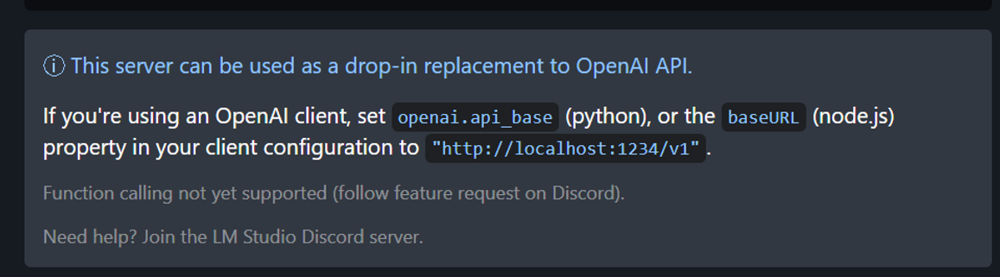 ⓘ This server can be used as a drop-in replacement to OpenAI API.
If you're using an OpenAI client, set openai.api_base (python), or the baseURL (node.js)
property in your client configuration to "http://localhost:1234/v1".
Function calling not yet supported (follow feature request on Discord).
Need help? Join the LM Studio Discord server.